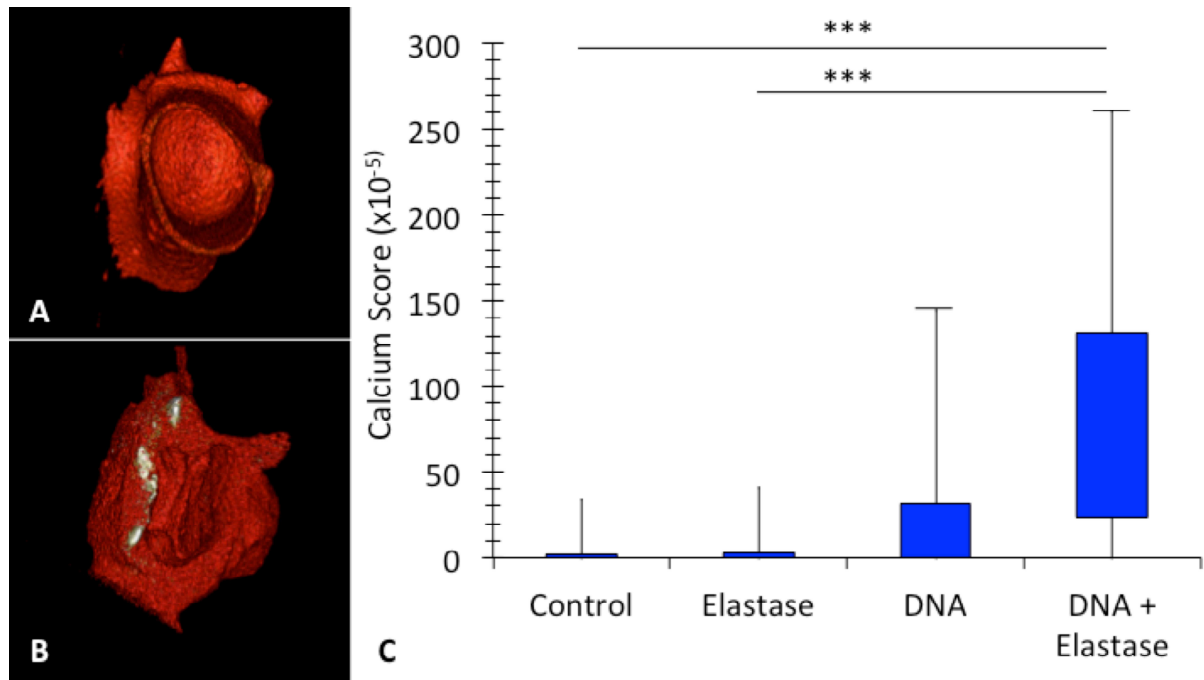 A
B
C
Calcium Score (x10⁻⁵)
300
250
200
150
100
50
0
***
***
Control
Elastase
DNA
DNA +
Elastase